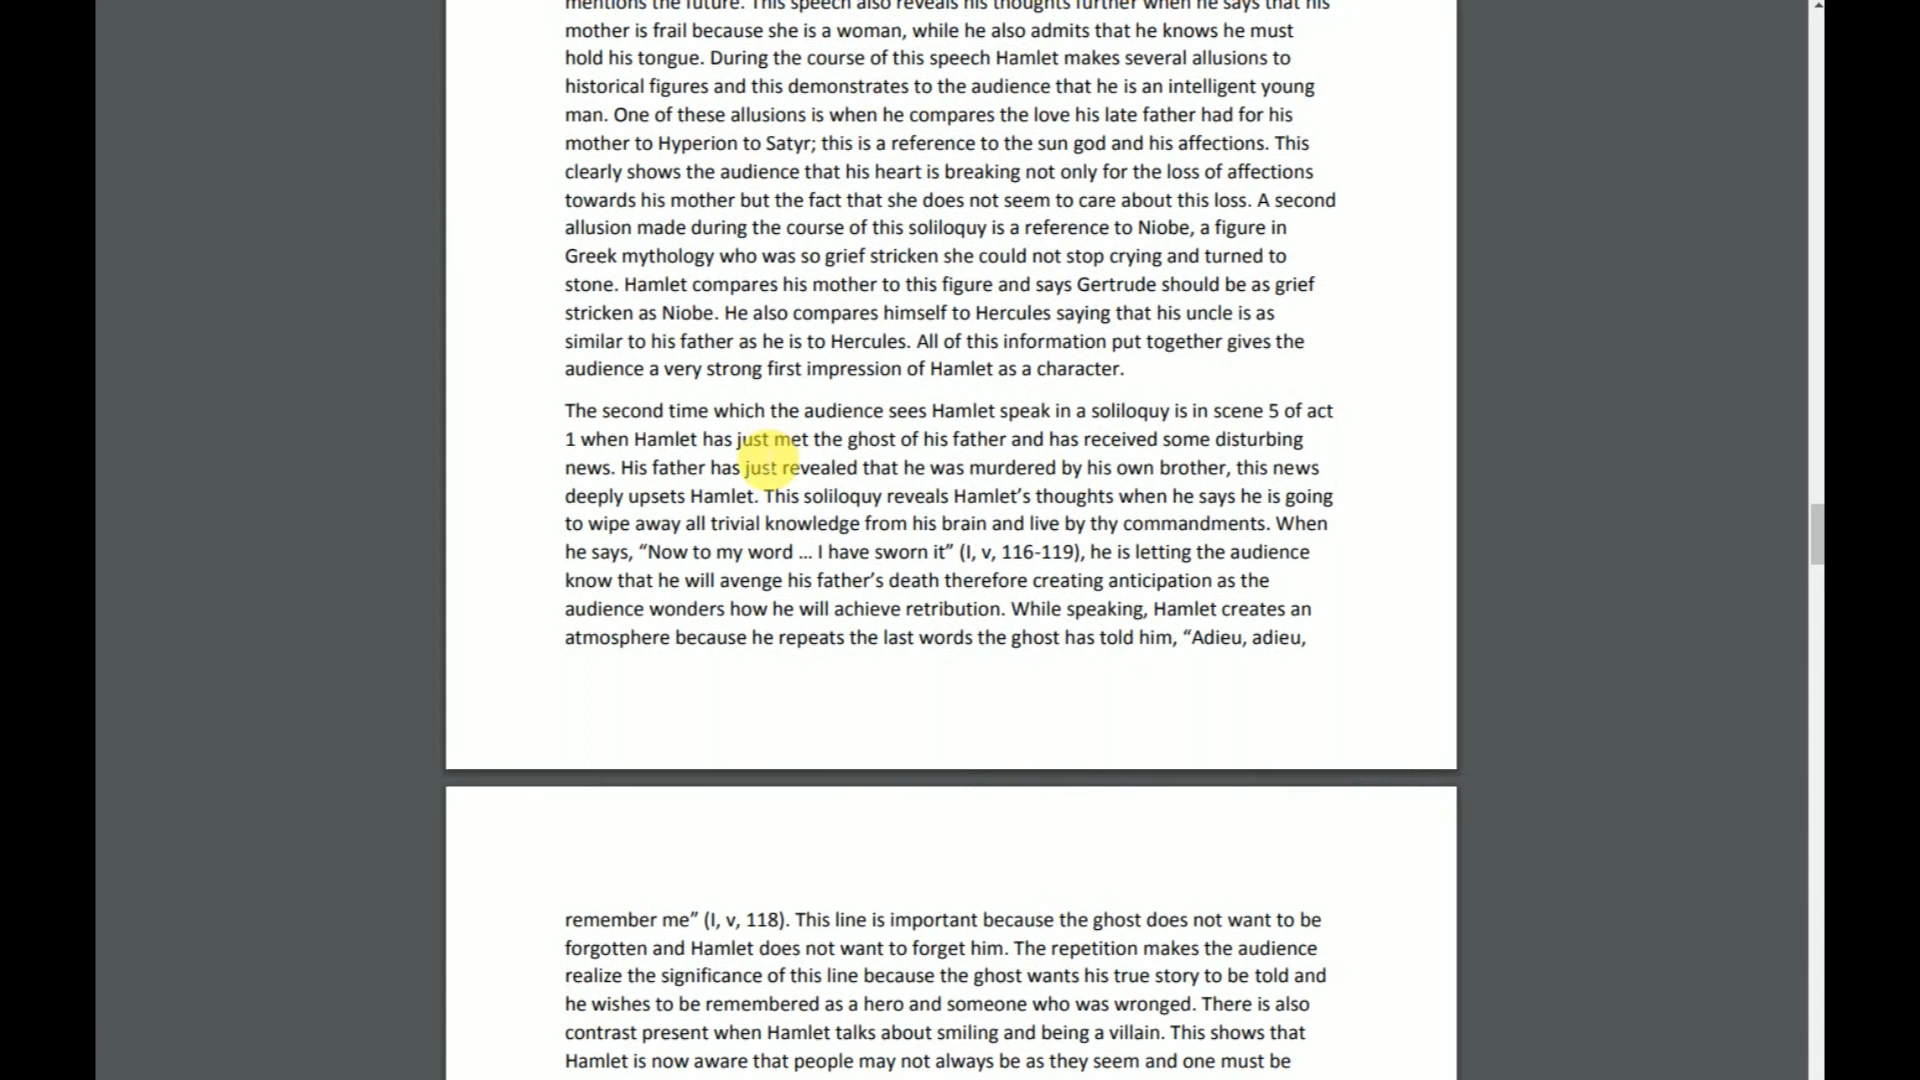 mentions the future. This speech also reveals his thoughts further when he says that his
mother is frail because she is a woman, while he also admits that he knows he must
hold his tongue. During the course of this speech Hamlet makes several allusions to
historical figures and this demonstrates to the audience that he is an intelligent young
man. One of these allusions is when he compares the love his late father had for his
mother to Hyperion to Satyr; this is a reference to the sun god and his affections. This
clearly shows the audience that his heart is breaking not only for the loss of affections
towards his mother but the fact that she does not seem to care about this loss. A second
allusion made during the course of this soliloquy is a reference to Niobe, a figure in
Greek mythology who was so grief stricken she could not stop crying and turned to
stone. Hamlet compares his mother to this figure and says Gertrude should be as grief
stricken as Niobe. He also compares himself to Hercules saying that his uncle is as
similar to his father as he is to Hercules. All of this information put together gives the
audience a very strong first impression of Hamlet as a character.
The second time which the audience sees Hamlet speak in a soliloquy is in scene 5 of act
1 when Hamlet has just met the ghost of his father and has received some disturbing
news. His father has just revealed that he was murdered by his own brother, this news
deeply upsets Hamlet. This soliloquy reveals Hamlet’s thoughts when he says he is going
to wipe away all trivial knowledge from his brain and live by thy commandments. When
he says, “Now to my word ... I have sworn it” (I, v, 116-119), he is letting the audience
know that he will avenge his father’s death therefore creating anticipation as the
audience wonders how he will achieve retribution. While speaking, Hamlet creates an
atmosphere because he repeats the last words the ghost has told him, “Adieu, adieu,
remember me” (I, v, 118). This line is important because the ghost does not want to be
forgotten and Hamlet does not want to forget him. The repetition makes the audience
realize the significance of this line because the ghost wants his true story to be told and
he wishes to be remembered as a hero and someone who was wronged. There is also
contrast present when Hamlet talks about smiling and being a villain. This shows that
Hamlet is now aware that people may not always be as they seem and one must be